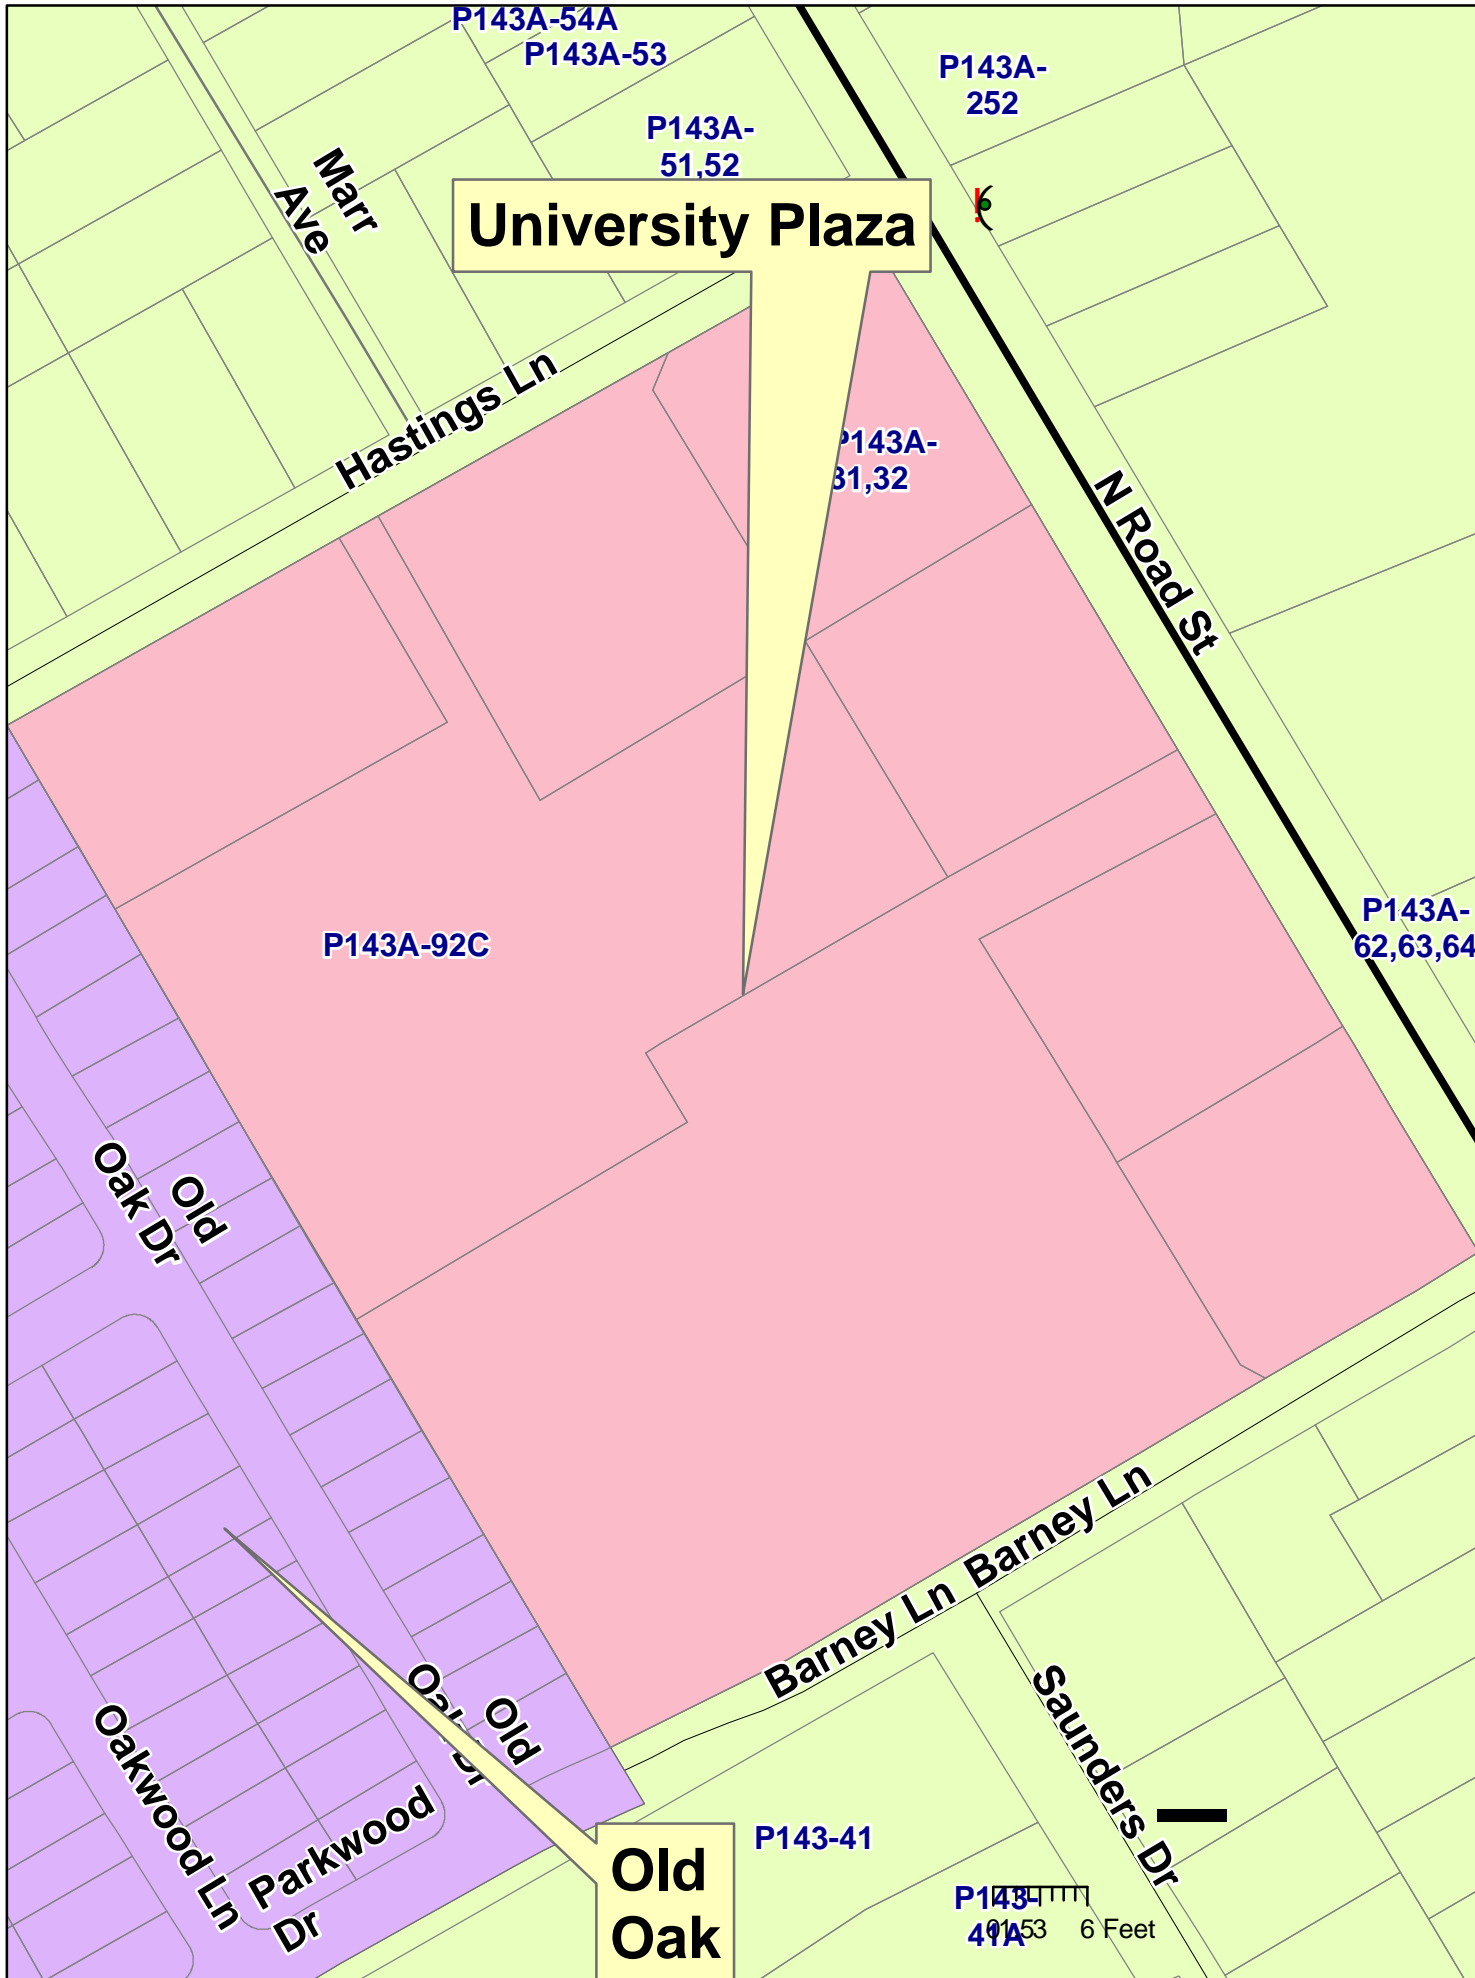 P143A-54A
P143A-53
P143A-
252
P143A-
51,52
Marr
Ave
University Plaza
Hastings Ln
P143A-
31,32
N Road St
P143A-
62,63,64
P143A-92C
Old
Oak Dr
Barney Ln
Barney Ln
Old
Oak Dr
Saunders Dr
Oakwood Ln
Parkwood
Dr
P143-41
Old
Oak
P143-
41A
6 Feet